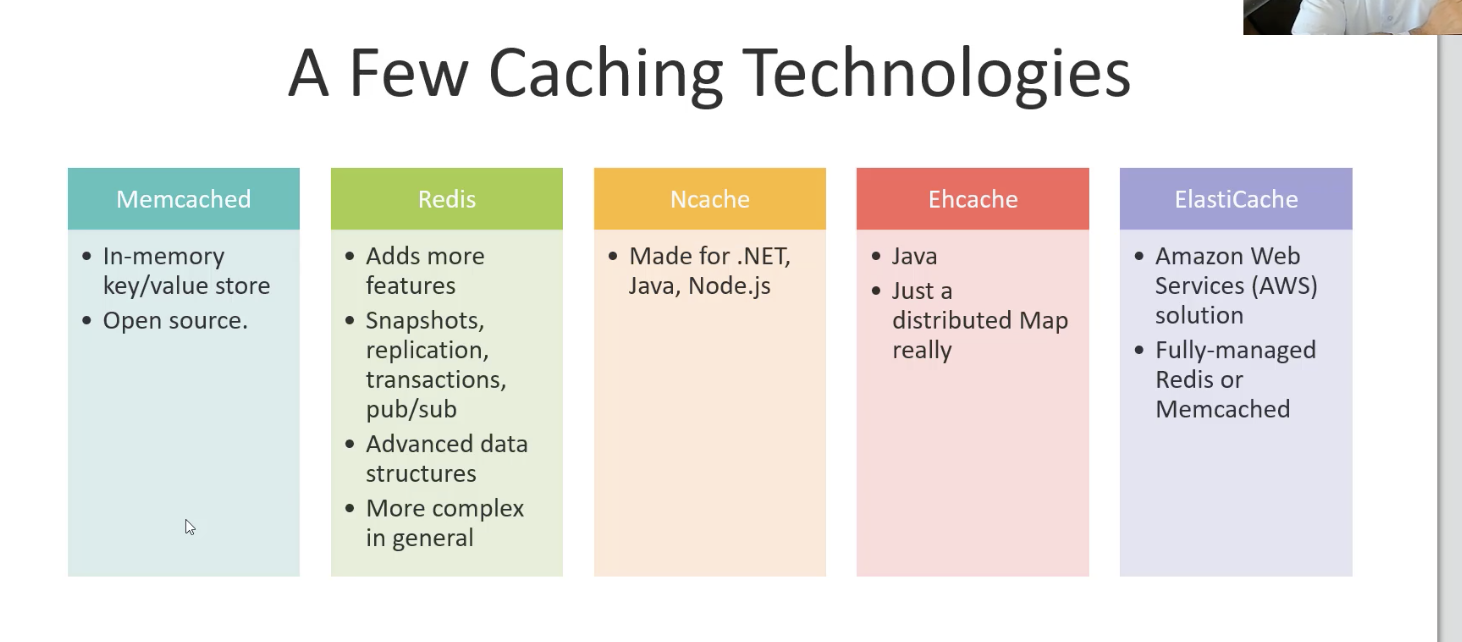 A Few Caching Technologies
Memcached
• In-memory
key/value store
• Open source.
Redis
• Adds more
features
• Snapshots,
replication,
transactions,
pub/sub
• Advanced data
structures
• More complex
in general
Ncache
• Made for .NET,
Java, Node.js
Ehcache
• Java
• Just a
distributed Map
really
ElastiCache
• Amazon Web
Services (AWS)
solution
• Fully-managed
Redis or
Memcached